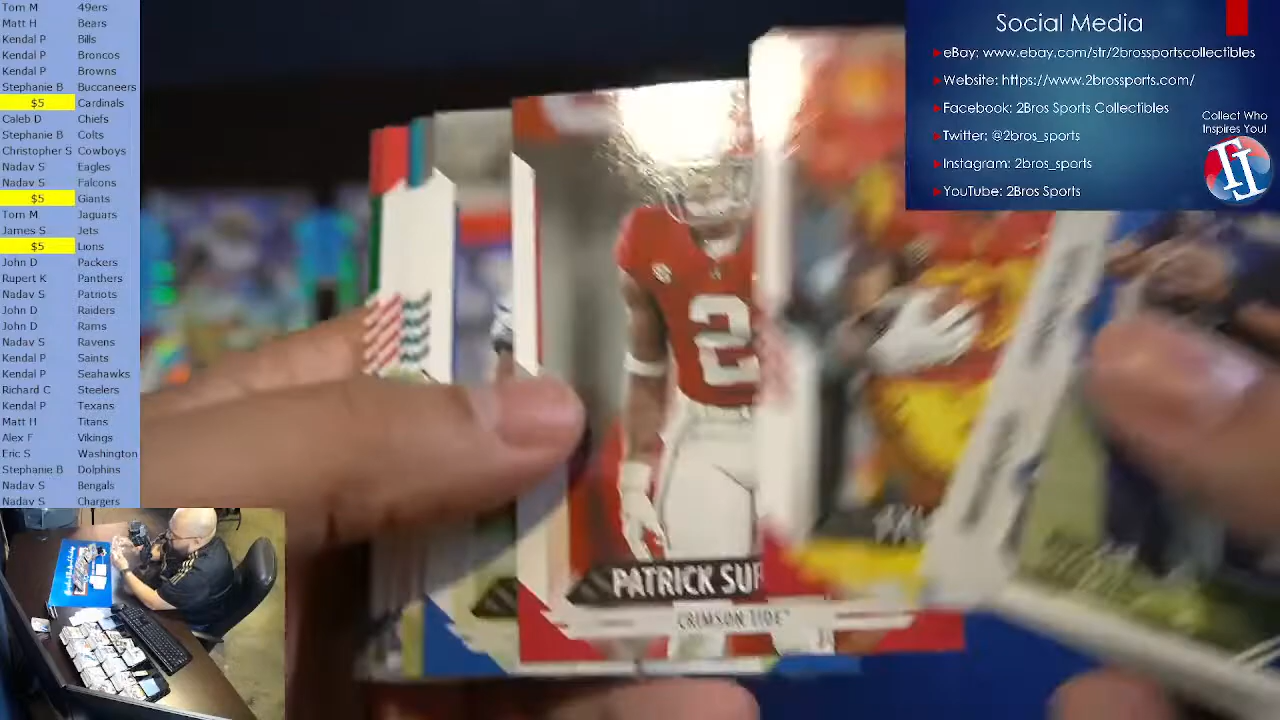 Tom M 49ers
Matt H Bears
Kendal P Bills
Kendal P Broncos
Kendal P Browns
Stephanie B Buccaneers
$5 Cardinals
Caleb D Chiefs
Stephanie B Colts
Christopher S Cowboys
Nadav S Eagles
Nadav S Falcons
$5 Giants
Tom M Jaguars
James S Jets
$5 Lions
John D Packers
Rupert K Panthers
Nadav S Patriots
John D Raiders
John D Rams
Nadav S Ravens
Kendal P Saints
Kendal P Seahawks
Richard C Steelers
Kendal P Texans
Matt H Titans
Alex F Vikings
Eric S Washington
Stephanie B Dolphins
Nadav S Bengals
Nadav S Chargers
Social Media
eBay: www.ebay.com/str/2brossportscollectibles
Website: https://www.2brossports.com/
Facebook: 2Bros Sports Collectibles
Twitter: @2bros_sports
Instagram: 2bros_sports
YouTube: 2Bros Sports
Collect Who
Inspires You!
2
PATRICK SUR
CRIMSON TIDE